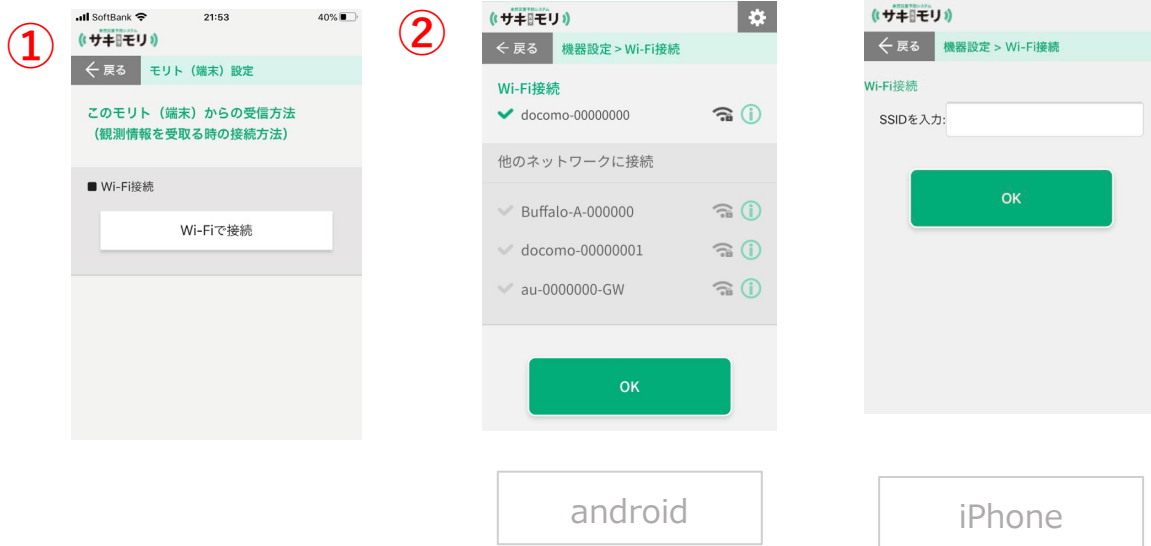 ①
SoftBank
21:53
40%
サキモリ
← 戻る
モリト（端末）設定
このモリト（端末）からの受信方法
（観測情報を受取る時の接続方法）
■ Wi-Fi接続
Wi-Fiで接続
②
サキモリ
← 戻る
機器設定 > Wi-Fi接続
Wi-Fi接続
docomo-00000000
他のネットワークに接続
Buffalo-A-000000
docomo-00000001
au-0000000-GW
OK
android
サキモリ
← 戻る
機器設定 > Wi-Fi接続
Wi-Fi接続
SSIDを入力:
OK
iPhone